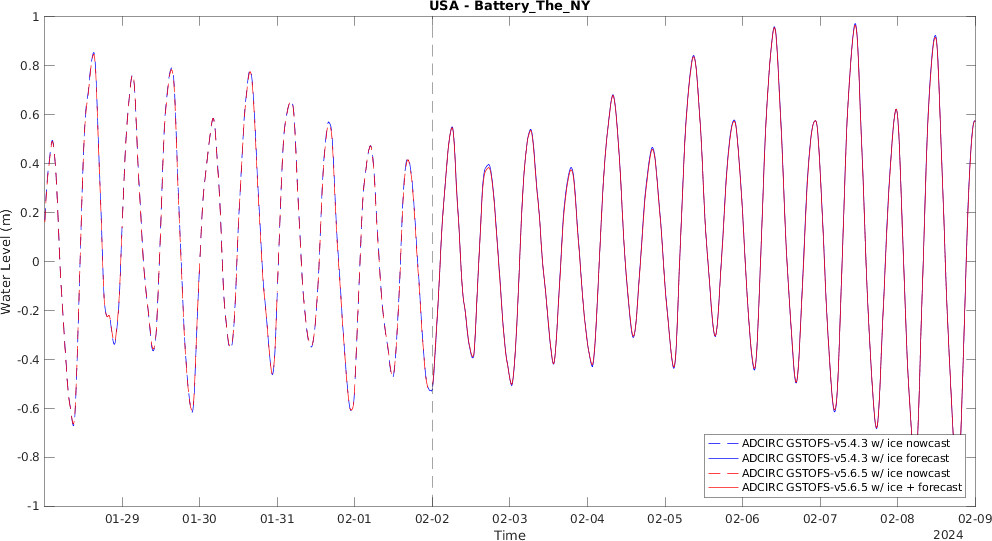 USA - Battery_The_NY
1
0.8
0.6
0.4
0.2
0
-0.2
-0.4
-0.6
-0.8
-1
Water Level (m)
ADCIRC GSTOFS-v5.4.3 w/ ice nowcast
ADCIRC GSTOFS-v5.4.3 w/ ice forecast
ADCIRC GSTOFS-v5.6.5 w/ ice nowcast
ADCIRC GSTOFS-v5.6.5 w/ ice + forecast
01-29 01-30 01-31 02-01 02-02 02-03 02-04 02-05 02-06 02-07 02-08 02-09
Time
2024